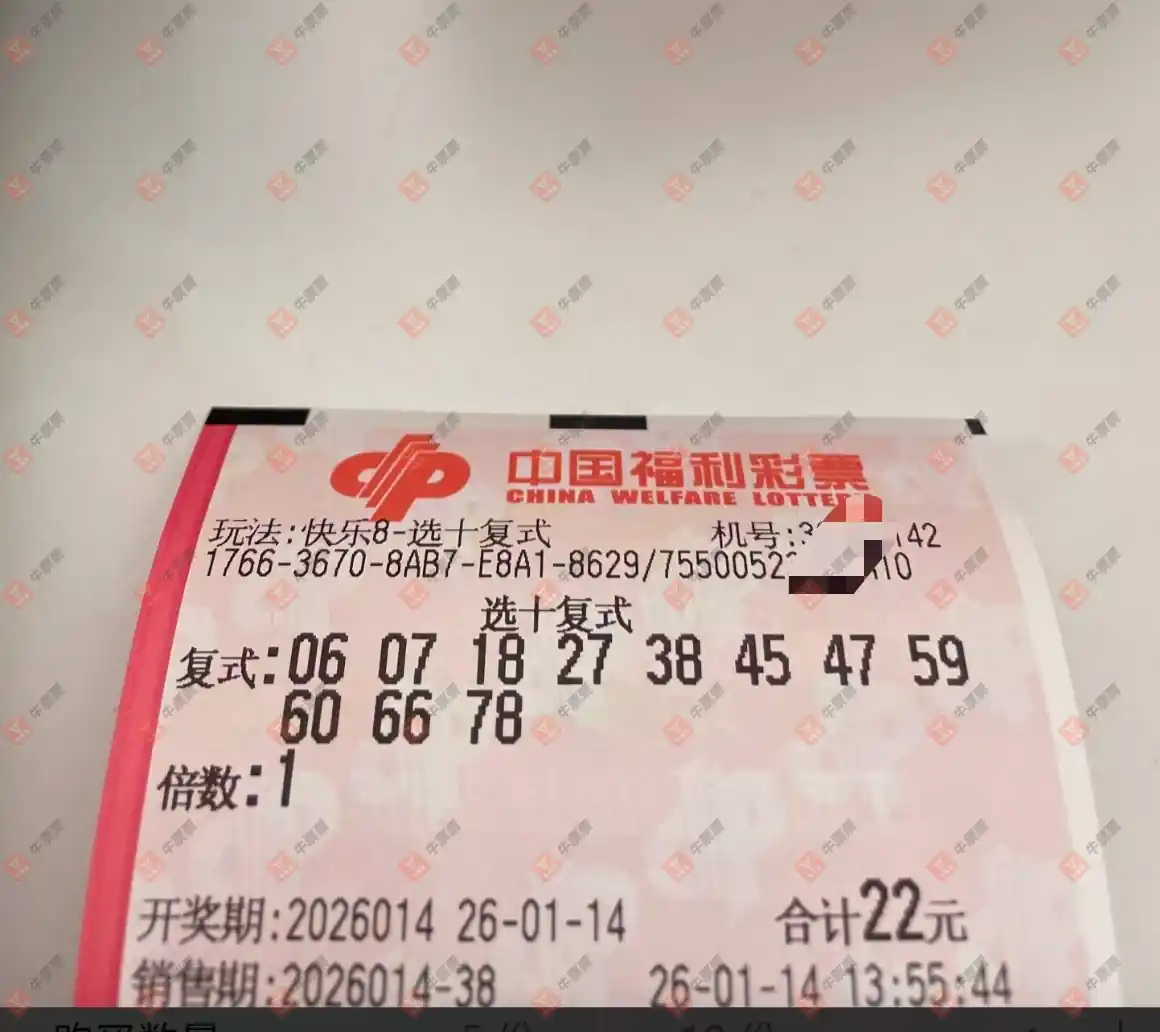 中国福利彩票
CHINA WELFARE LOTTERY
玩法:快乐8-选十复式 机号:3 142
1766-3670-8AB7-E8A1-8629/7550052 A10
选十复式
复式:06 07 18 27 38 45 47 59
60 66 78
倍数:1
开奖期:2026014 26-01-14 合计22元
销售期:2026014-38 26-01-14 13:55:44